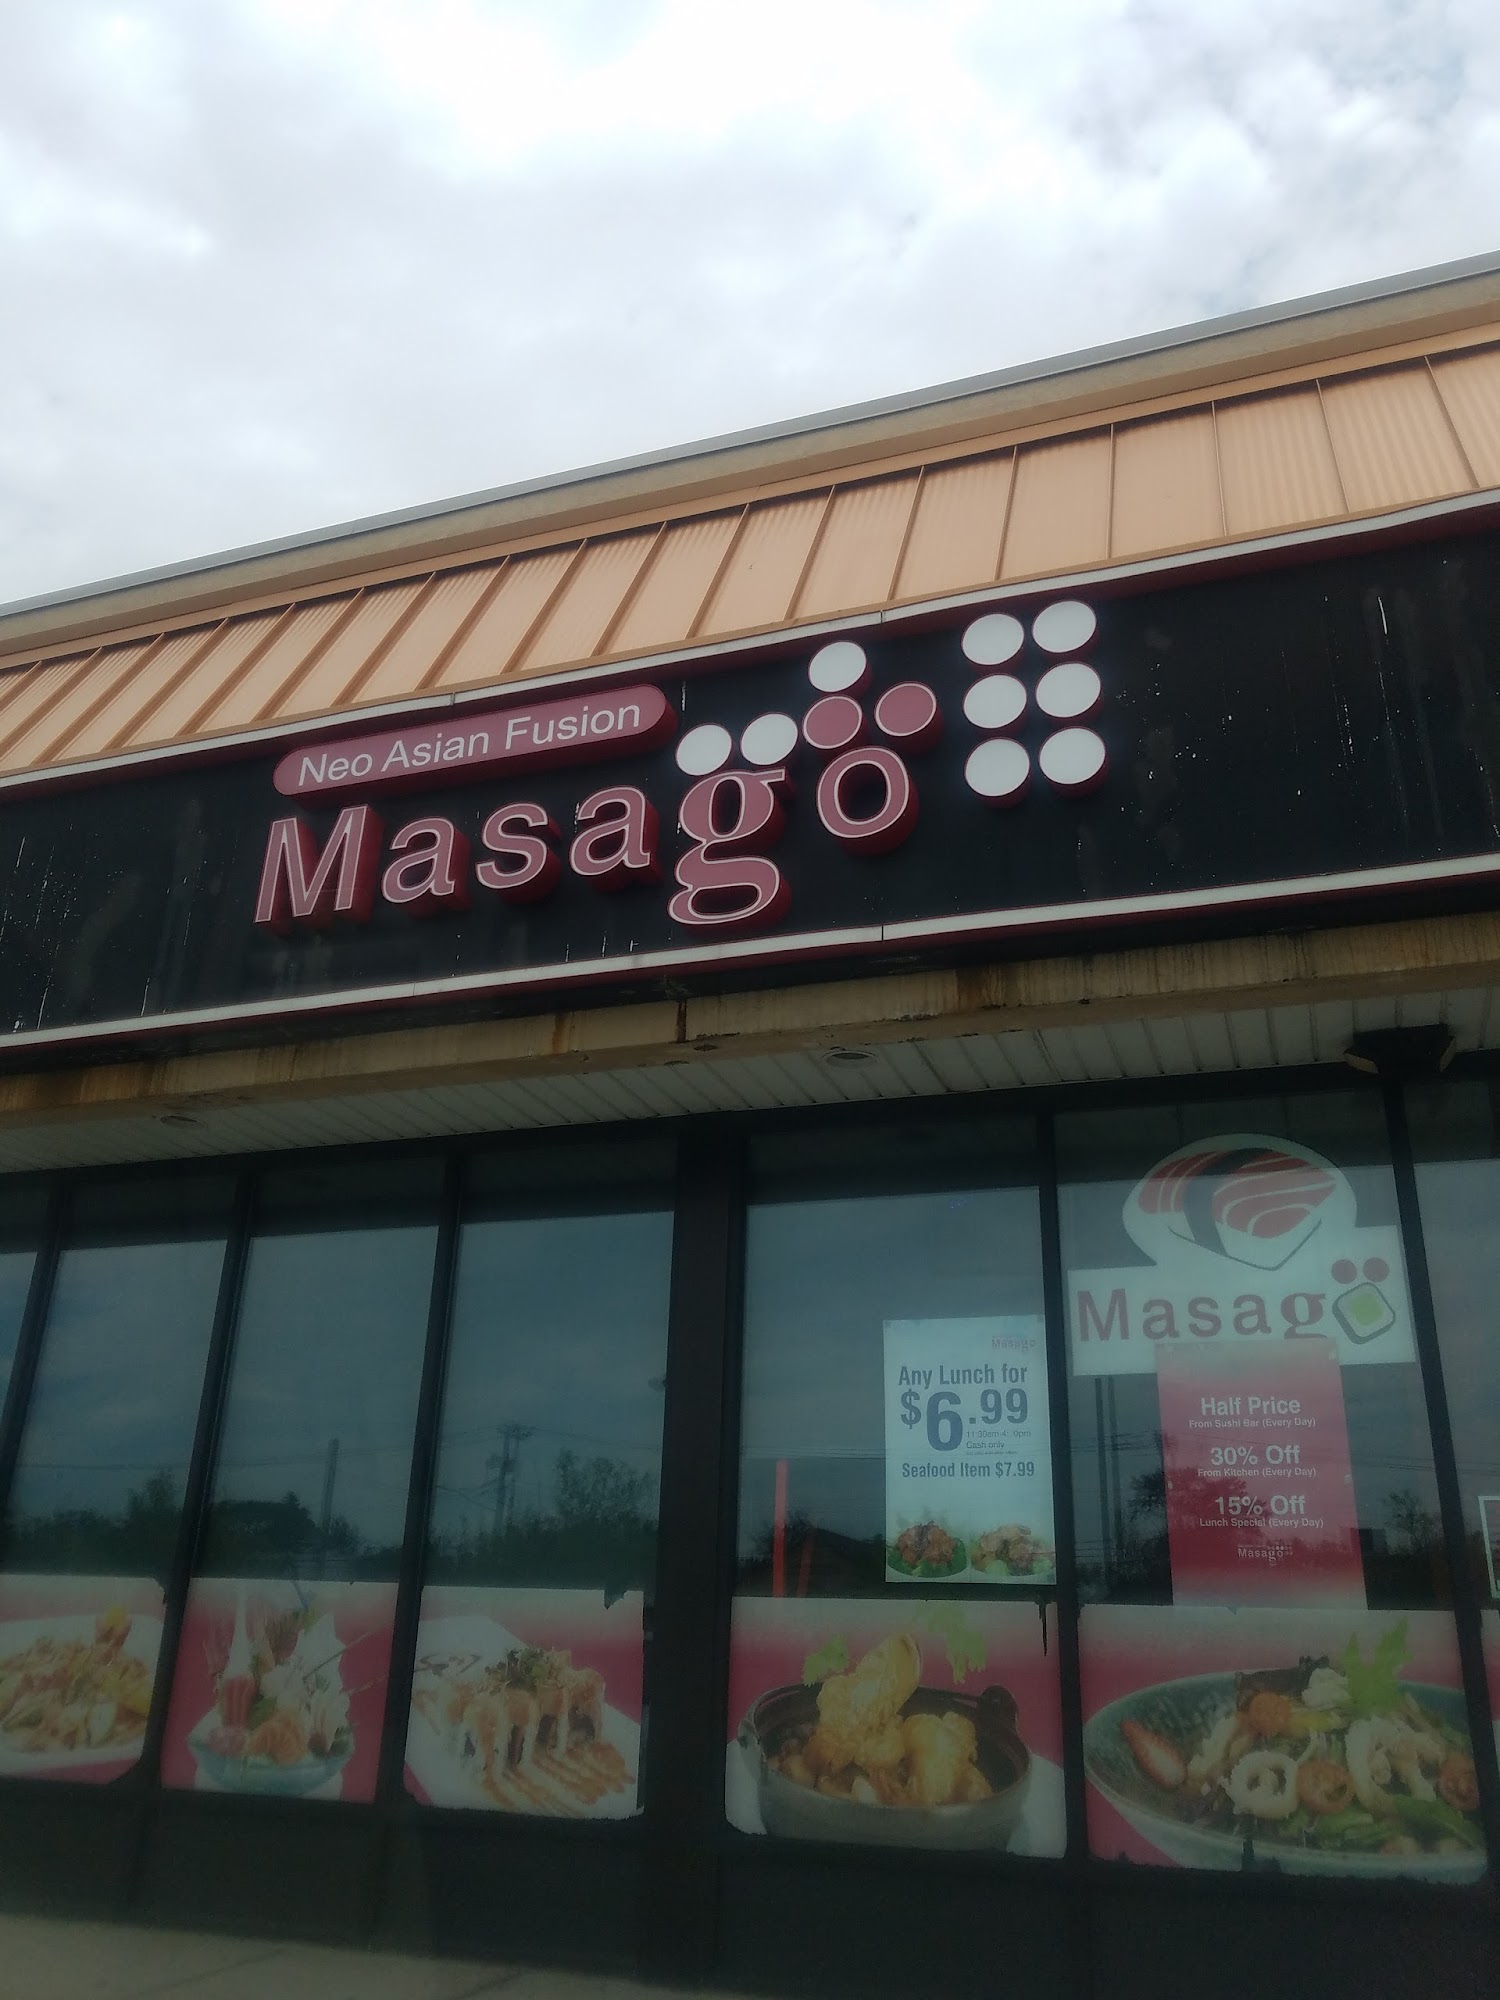 Neo Asian Fusion
Masago
Masago
Masago
Any Lunch for
$6.99
Cash only
Seafood Item $7.99
Half Price
From Sushi Bar (Every Day)
30% Off
From Kitchen (Every Day)
15% Off
Lunch Special (Every Day)
Masago